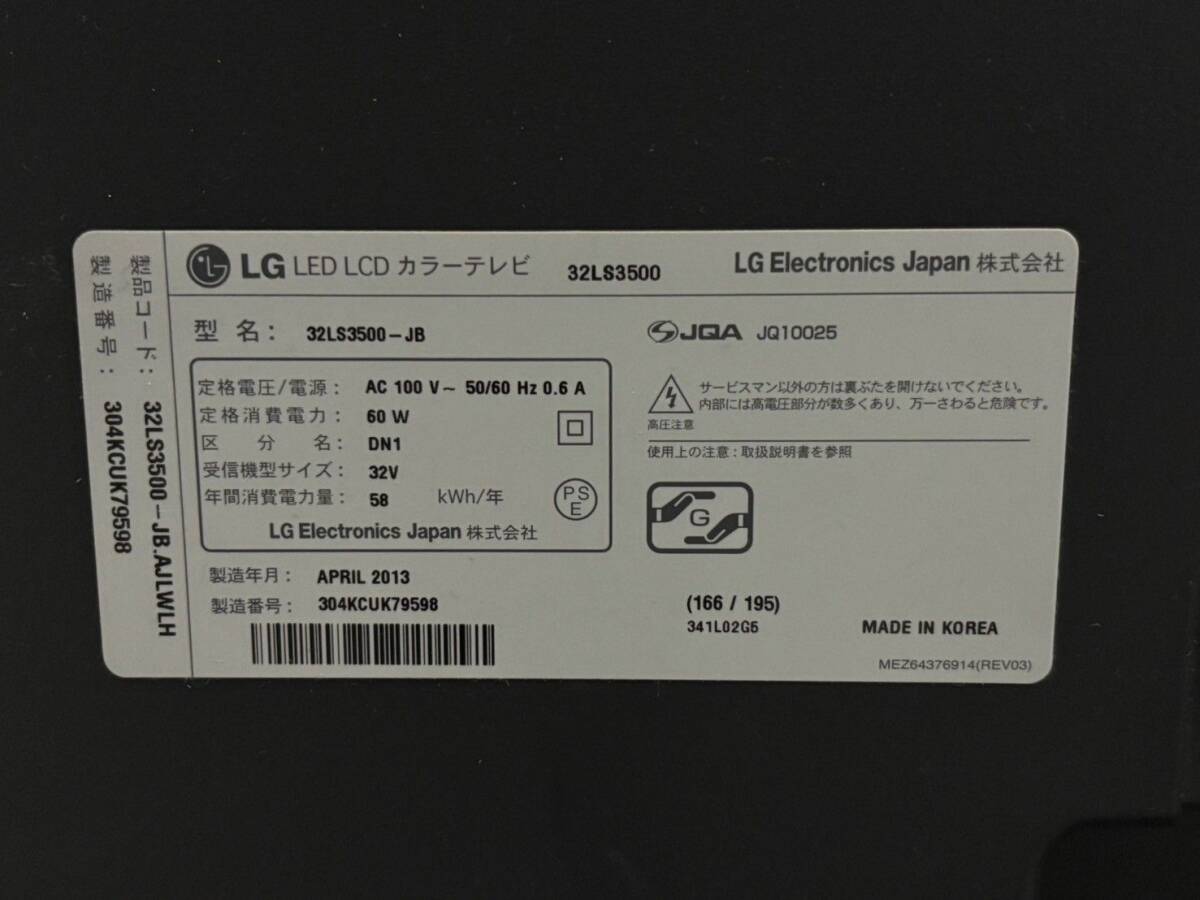 LG LED LCD カラーテレビ 32LS3500 LG Electronics Japan 株式会社
型 名: 32LS3500-JB
定格電圧/電源: AC 100 V~ 50/60 Hz 0.6 A
定格消費電力: 60 W
区 分 名: DN1
受信機型サイズ: 32V
年間消費電力量: 58 kWh/年
PS
E
LG Electronics Japan 株式会社
製造年月: APRIL 2013
製造番号: 304KCUK79598
JQA JQ10025
サービスマン以外の方は裏ぶたを開けないでください。
内部には高電圧部分が数多くあり、万一さわると危険です。
高圧注意
使用上の注意:取扱説明書を参照
G
(166 / 195)
341L02G5
MADE IN KOREA
MEZ64376914(REV03)
製品コード: 32LS3500-JB.AJLWLH
製造番号: 304KCUK79598